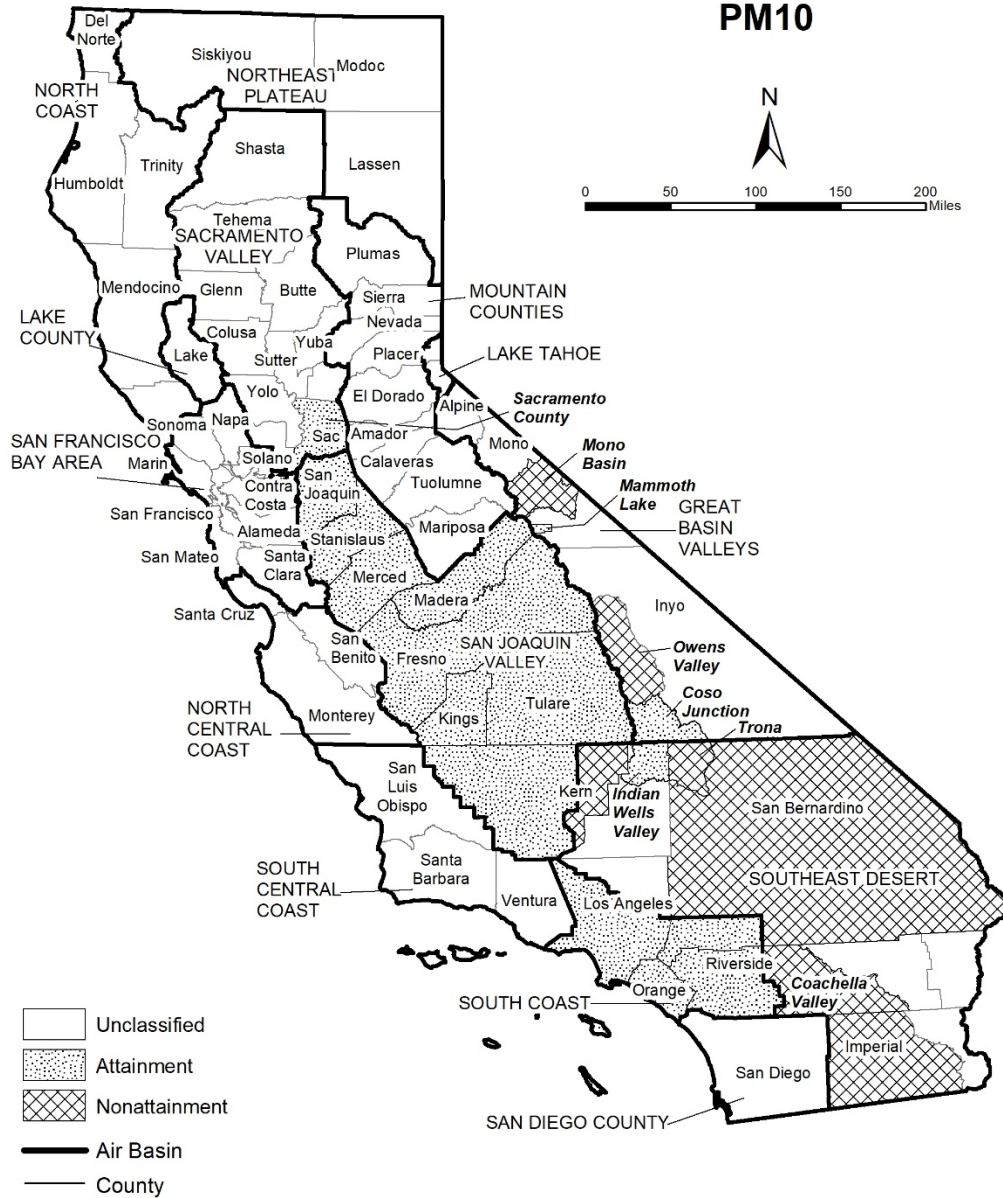 PM10
N
0 50 100 150 200
Miles
Del
Norte
Siskiyou
Modoc
NORTHEAST
PLATEAU
NORTH
COAST
Shasta
Lassen
Trinity
Humboldt
Tehema
SACRAMENTO
VALLEY
Plumas
Mendocino
Glenn
Butte
Sierra
MOUNTAIN
COUNTIES
LAKE
COUNTY
Colusa
Nevada
Yuba
Lake
Sutter
Placer
LAKE TAHOE
Yolo
El Dorado
Alpine
Sacramento
County
Sonoma
Napa
Sac
Amador
Mono
Mono
Basin
SAN FRANCISCO
BAY AREA
Marin
Solano
Calaveras
San
Joaquin
Tuolumne
Mammoth
Lake
Contra
Costa
GREAT
BASIN
VALLEYS
San Francisco
Alameda
Stanislaus
Mariposa
San Mateo
Santa
Clara
Merced
Madera
Inyo
Santa Cruz
San
Benito
Fresno
SAN JOAQUIN
VALLEY
Owens
Valley
Coso
Junction
Tulare
Kings
NORTH
CENTRAL
COAST
Monterey
Trona
San
Luis
Obispo
Kern
Indian
Wells
Valley
San Bernardino
SOUTH
CENTRAL
COAST
Santa
Barbara
Ventura
Los Angeles
SOUTHEAST DESERT
Riverside
Coachella
Valley
Orange
SOUTH COAST
Imperial
San Diego
SAN DIEGO COUNTY
Unclassified
Attainment
Nonattainment
Air Basin
County